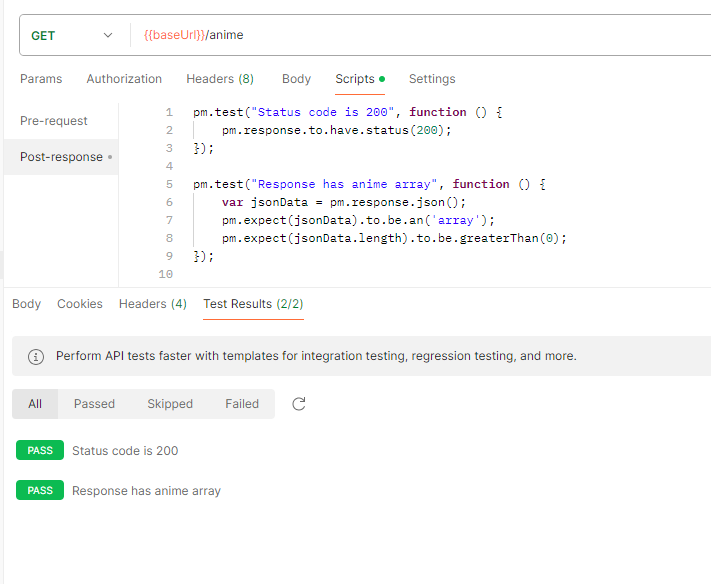 GET {{baseUrl}}/anime
Params Authorization Headers (8) Body Scripts Settings
Pre-request
Post-response
1 pm.test("Status code is 200", function () {
2 pm.response.to.have.status(200);
3 });
4
5 pm.test("Response has anime array", function () {
6 var jsonData = pm.response.json();
7 pm.expect(jsonData).to.be.an('array');
8 pm.expect(jsonData.length).to.be.greaterThan(0);
9 });
10
Body Cookies Headers (4) Test Results (2/2)
Perform API tests faster with templates for integration testing, regression testing, and more.
All Passed Skipped Failed
PASS Status code is 200
PASS Response has anime array